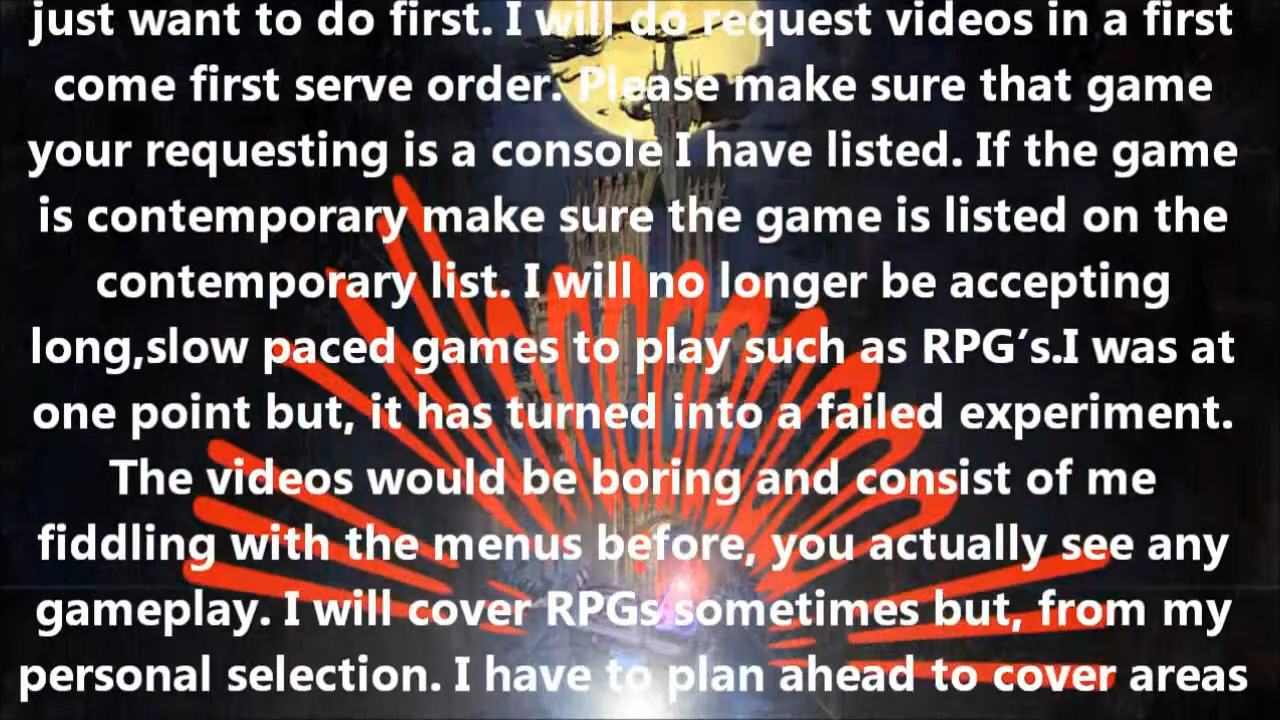 just want to do first. I will do request videos in a first
come first serve order. Please make sure that game
your requesting is a console I have listed. If the game
is contemporary make sure the game is listed on the
contemporary list. I will no longer be accepting
long,slow paced games to play such as RPG's.I was at
one point but, it has turned into a failed experiment.
The videos would be boring and consist of me
fiddling with the menus before, you actually see any
gameplay. I will cover RPGs sometimes but, from my
personal selection. I have to plan ahead to cover areas